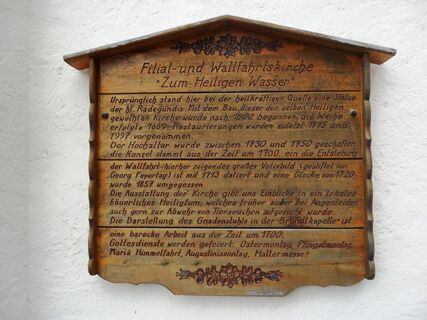 Filial- und Wallfahrtskirche
"Zum Heiligen Wasser"
Ursprünglich stand hier bei der heilkräftigen Quelle eine Statue
der hl. Radegundis. Mit dem Bau, dieser der selben Heiligen
geweihten Kirche wurde nach 1600 begonnen, die Weihe
erfolgte 1669. Restaurierungen wurden zuletzt 1975 und
1997 vorgenommen.
Der Hochaltar wurde zwischen 1730 und 1750 geschaffen,
die Kanzel stammt aus der Zeit um 1700, ein die Entstehung
der Wallfahrt hierher zeigendes großes Votivbild (gestiftet von
Georg Feyertag) ist mit 1713 datiert und eine Glocke von 1720
wurde 1857 umgegossen.
Die Ausstattung der Kirche gibt uns Einblicke in ein lokales
bäuerliches Heiligtum, welches früher außer bei Augenleiden
auch gern zur Abwehr von Tierseuchen aufgesucht wurde.
Die Darstellung des Gnadenstuhls in der "Bründlkapelle" ist
eine barocke Arbeit aus der Zeit um 1700.
Gottesdienste werden gefeiert: Ostermontag, Pfingstmontag,
Maria Himmelfahrt, Augustinisonntag, Haltermesse!